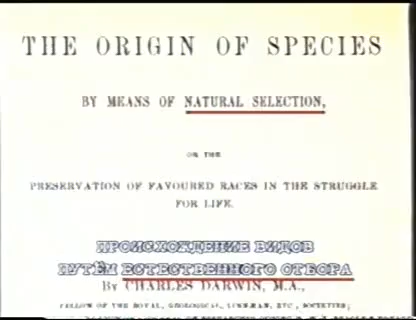 THE ORIGIN OF SPECIES
BY MEANS OF NATURAL SELECTION,
OR THE
PRESERVATION OF FAVOURED RACES IN THE STRUGGLE
FOR LIFE.
ПРОИСХОЖДЕНИЕ ВИДОВ
ПУТЁМ ЕСТЕСТВЕННОГО ОТБОРА
BY CHARLES DARWIN, M.A.,
FELLOW OF THE ROYAL, GEOLOGICAL, LINNÆAN, ETC., SOCIETIES;